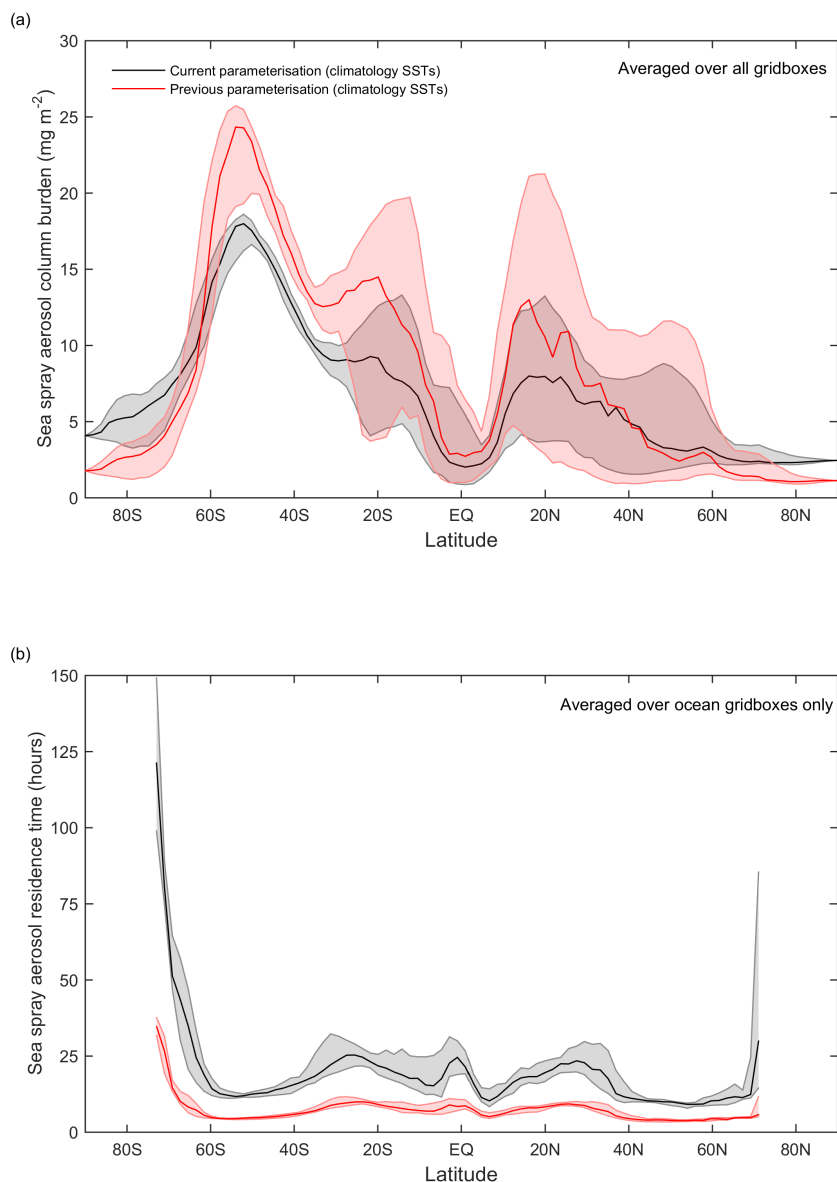 (a)
Sea spray aerosol column burden (mg m⁻²)
30
25
20
15
10
5
0
Current parameterisation (climatology SSTs)
Previous parameterisation (climatology SSTs)
Averaged over all gridboxes
80S 60S 40S 20S EQ 20N 40N 60N 80N
Latitude
(b)
Sea spray aerosol residence time (hours)
150
125
100
75
50
25
0
Averaged over ocean gridboxes only
80S 60S 40S 20S EQ 20N 40N 60N 80N
Latitude